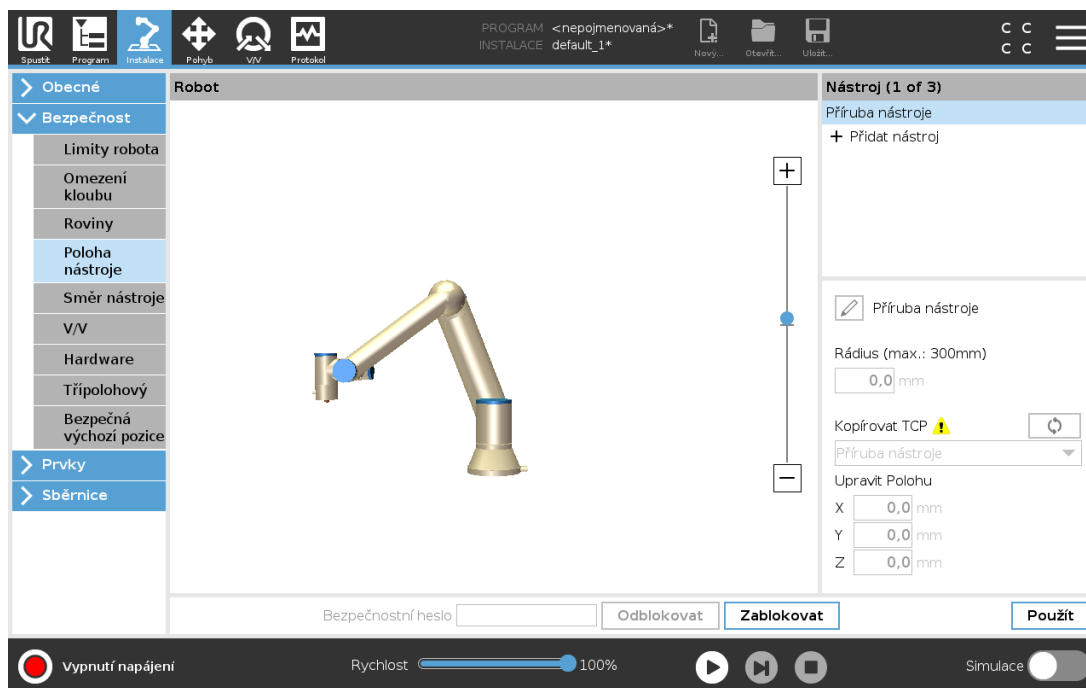 PROGRAM <nepojmenovaná>*
INSTALACE default_1*
Nový...
Otevřít...
Uložit...
C C
C C
Spustit
Program
Instalace
Pohyb
V/V
Protokol
Obecné
Bezpečnost
Limity robota
Omezení
kloubu
Roviny
Poloha
nástroje
Směr nástroje
V/V
Hardware
Třípolohový
Bezpečná
výchozí pozice
Prvky
Sběrnice
Robot
+
−
Nástroj (1 of 3)
Příruba nástroje
+ Přidat nástroj
Příruba nástroje
Rádius (max.: 300mm)
0,0 mm
Kopírovat TCP
Příruba nástroje
Upravit Polohu
X 0,0 mm
Y 0,0 mm
Z 0,0 mm
Bezpečnostní heslo Odblokovat Zablokovat Použít
Vypnutí napájení
Rychlost 100%
Simulace